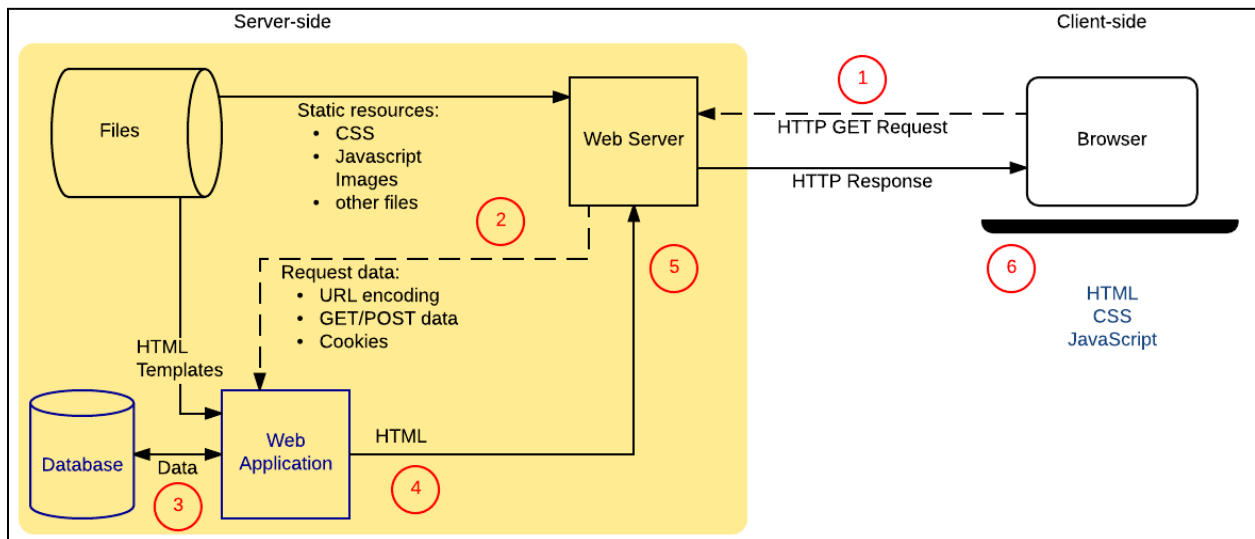 Server-side
Client-side
Files
Static resources:
• CSS
• Javascript
Images
• other files
Web Server
1
HTTP GET Request
HTTP Response
Browser
2
Request data:
• URL encoding
• GET/POST data
• Cookies
5
6
HTML
CSS
JavaScript
HTML
Templates
Database
Data
3
Web
Application
HTML
4